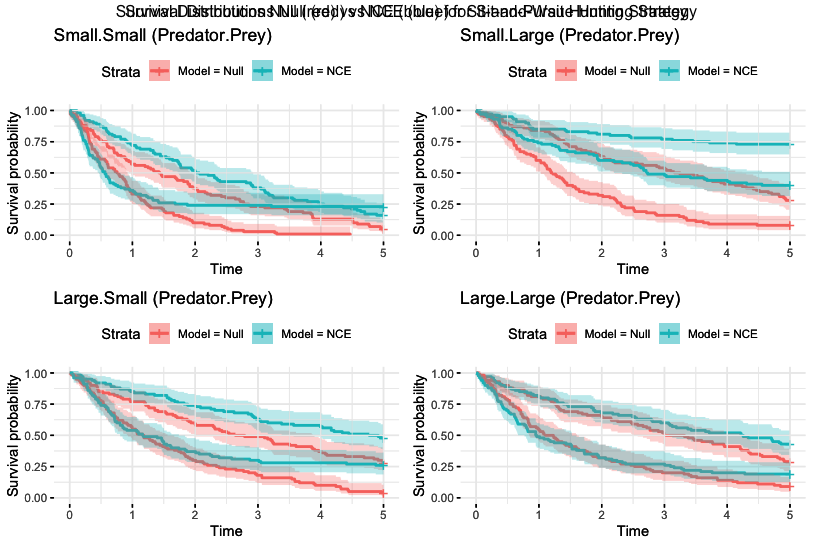 Small.Small (Predator.Prey)
Small.Large (Predator.Prey)
Strata Model = Null Model = NCE
Strata Model = Null Model = NCE
Survival probability
1.00
0.75
0.50
0.25
0.00
0 1 2 3 4 5
Time
Survival probability
1.00
0.75
0.50
0.25
0.00
0 1 2 3 4 5
Time
Large.Small (Predator.Prey)
Large.Large (Predator.Prey)
Strata Model = Null Model = NCE
Strata Model = Null Model = NCE
Survival probability
1.00
0.75
0.50
0.25
0.00
0 1 2 3 4 5
Time
Survival probability
1.00
0.75
0.50
0.25
0.00
0 1 2 3 4 5
Time